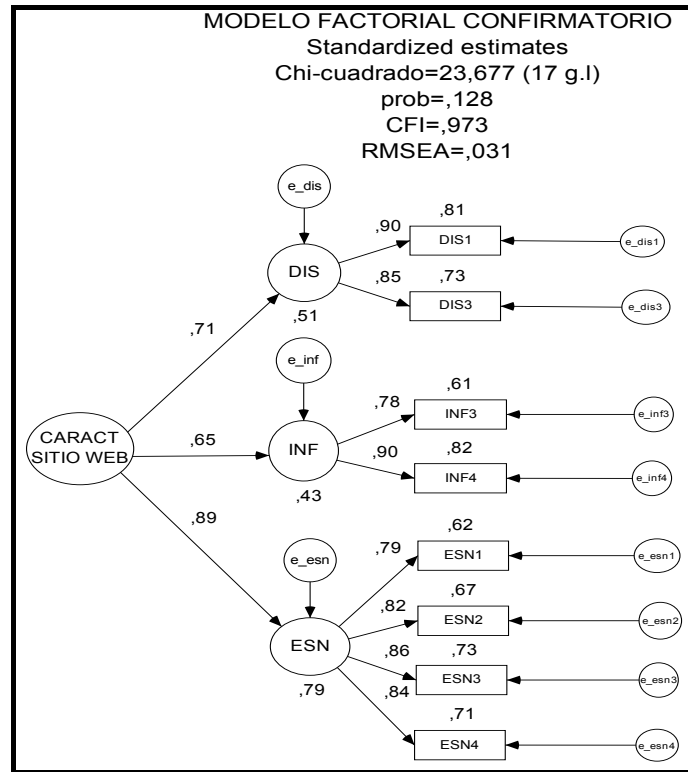 MODELO FACTORIAL CONFIRMATORIO
Standardized estimates
Chi-cuadrado=23,677 (17 g.l)
prob=,128
CFI=,973
RMSEA=,031
e_dis
,90
,81
DIS1
e_dis1
DIS
,85
,73
DIS3
e_dis3
,51
,71
e_inf
,78
,61
INF3
e_inf3
CARACT
SITIO WEB
,65
INF
,90
,82
INF4
e_inf4
,43
,89
e_esn
,79
,62
ESN1
e_esn1
,82
,67
ESN2
e_esn2
ESN
,86
,73
ESN3
e_esn3
,79
,84
,71
ESN4
e_esn4